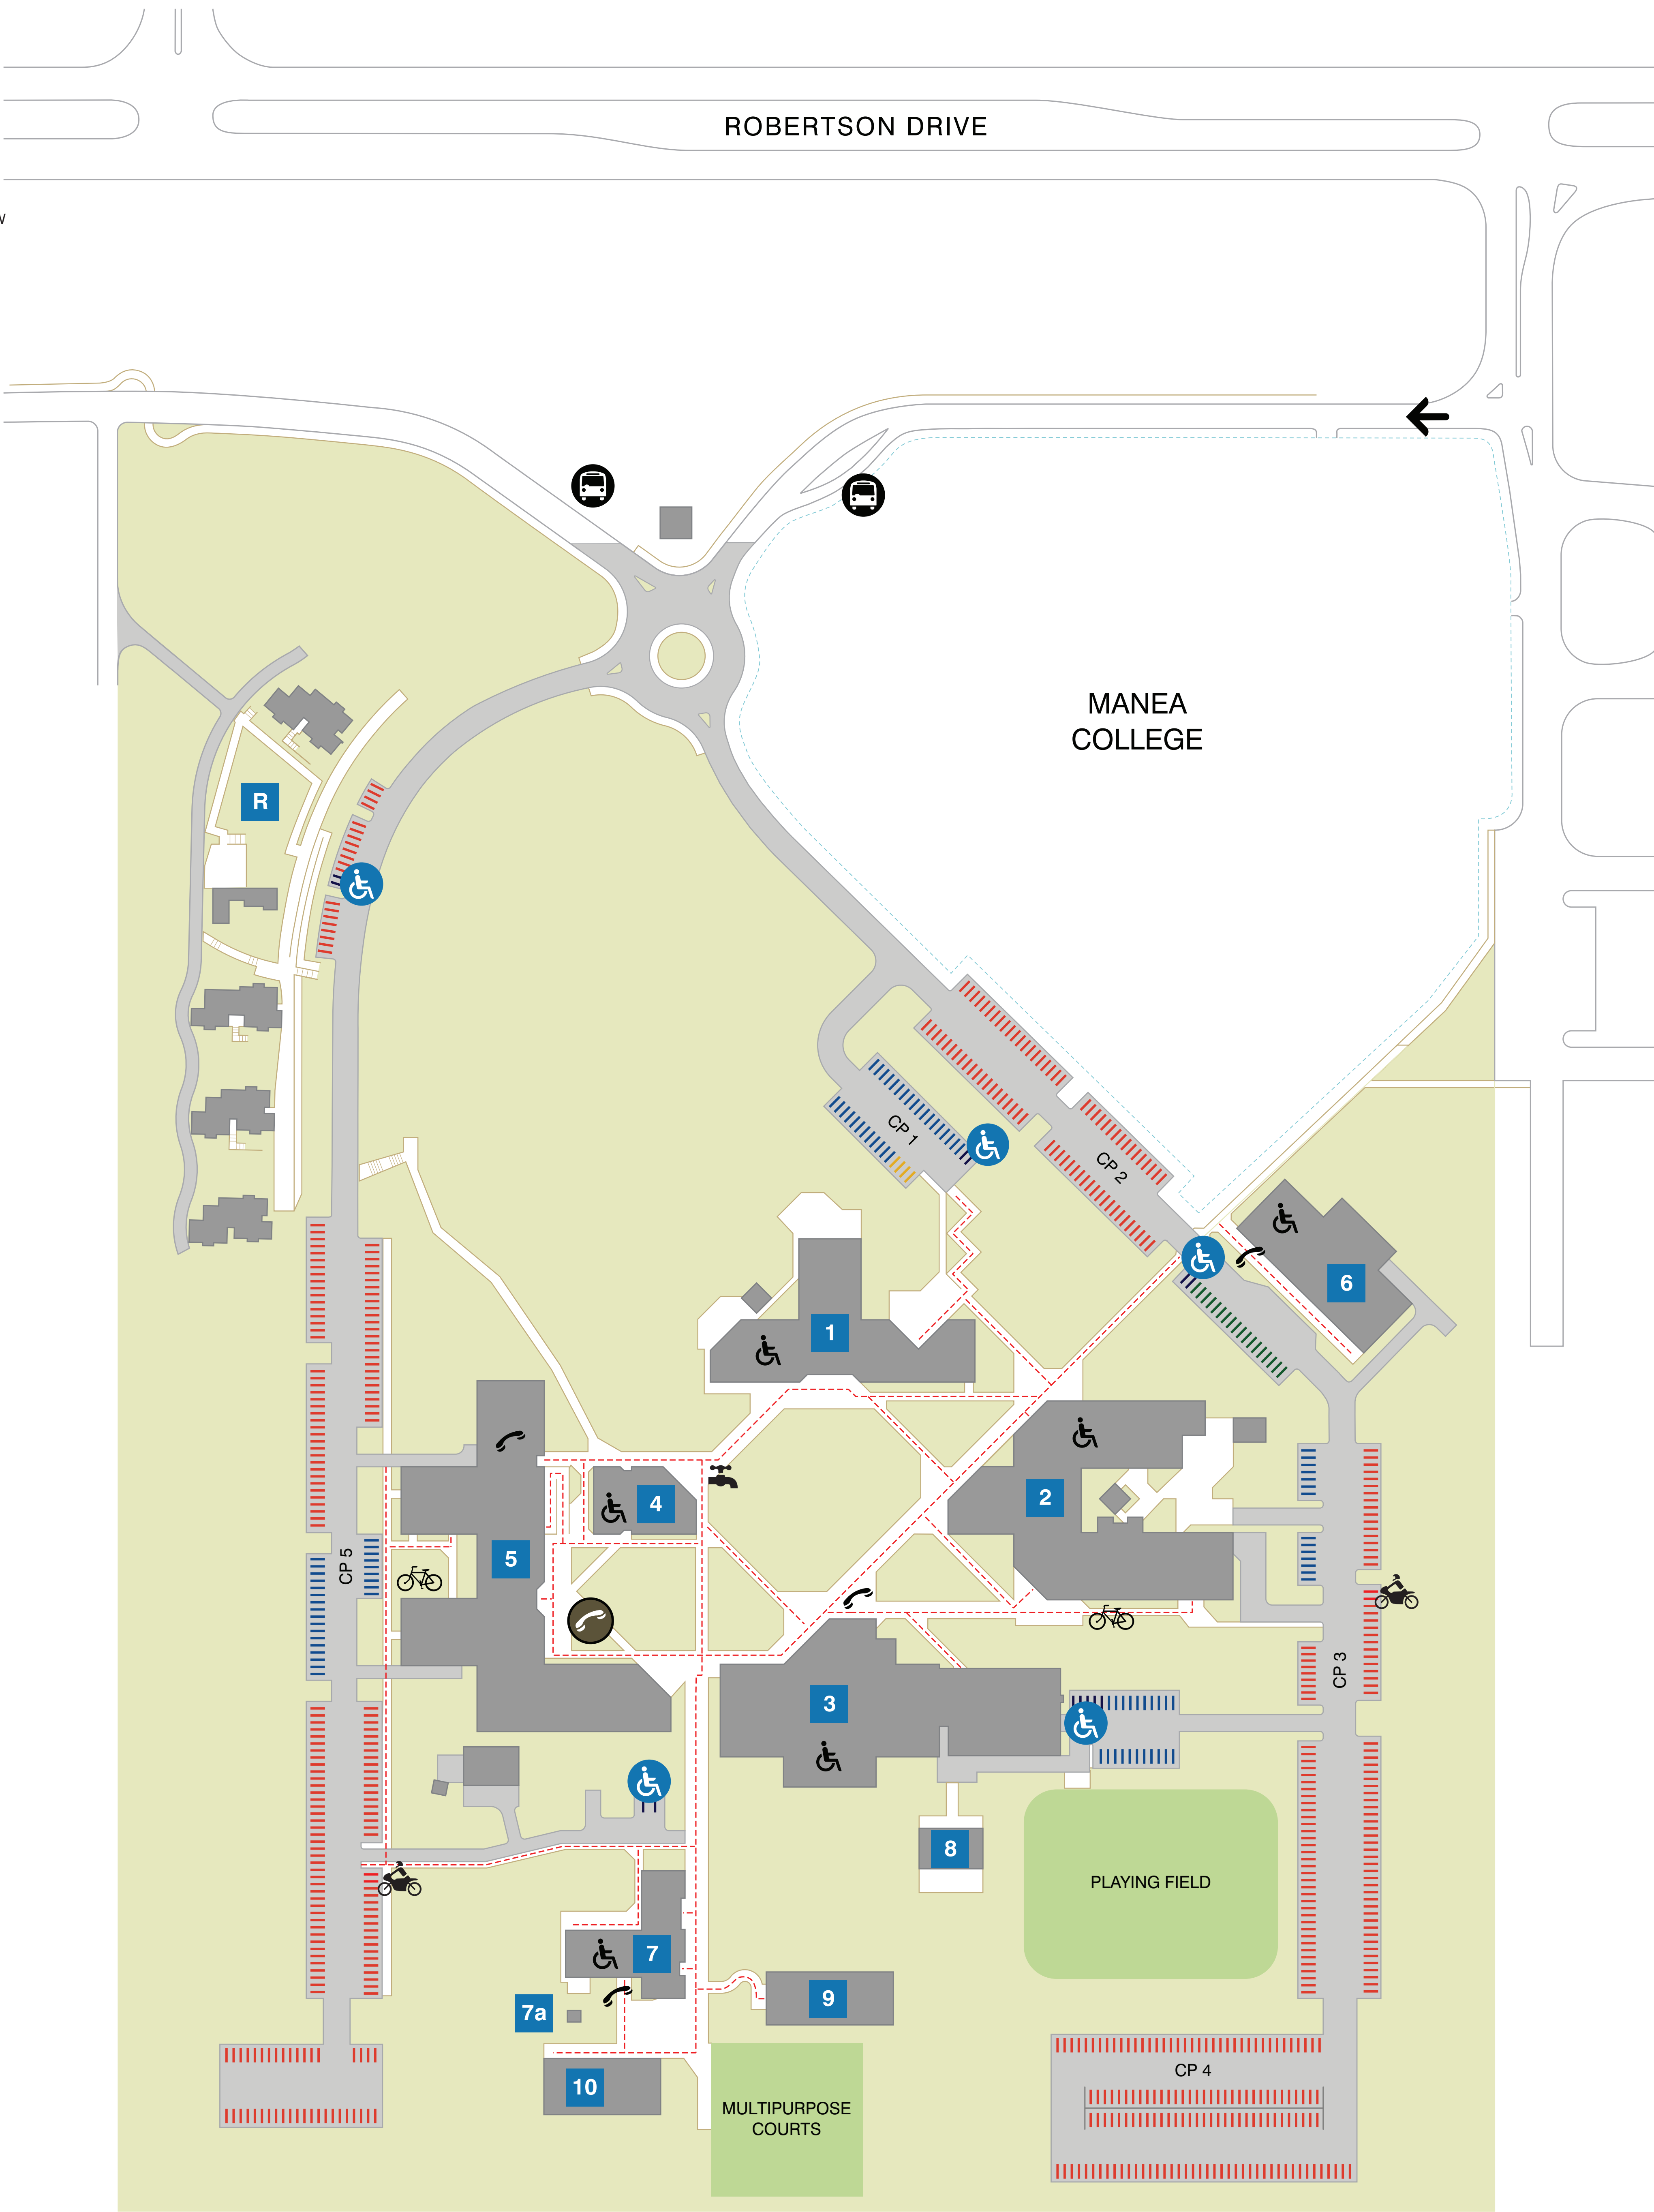 ROBERTSON DRIVE
W
MANEA
COLLEGE
R
CP 1
CP 2
6
1
4
2
5
CP 5
3
CP 3
8
PLAYING FIELD
7
9
7a
CP 4
10
MULTIPURPOSE
COURTS